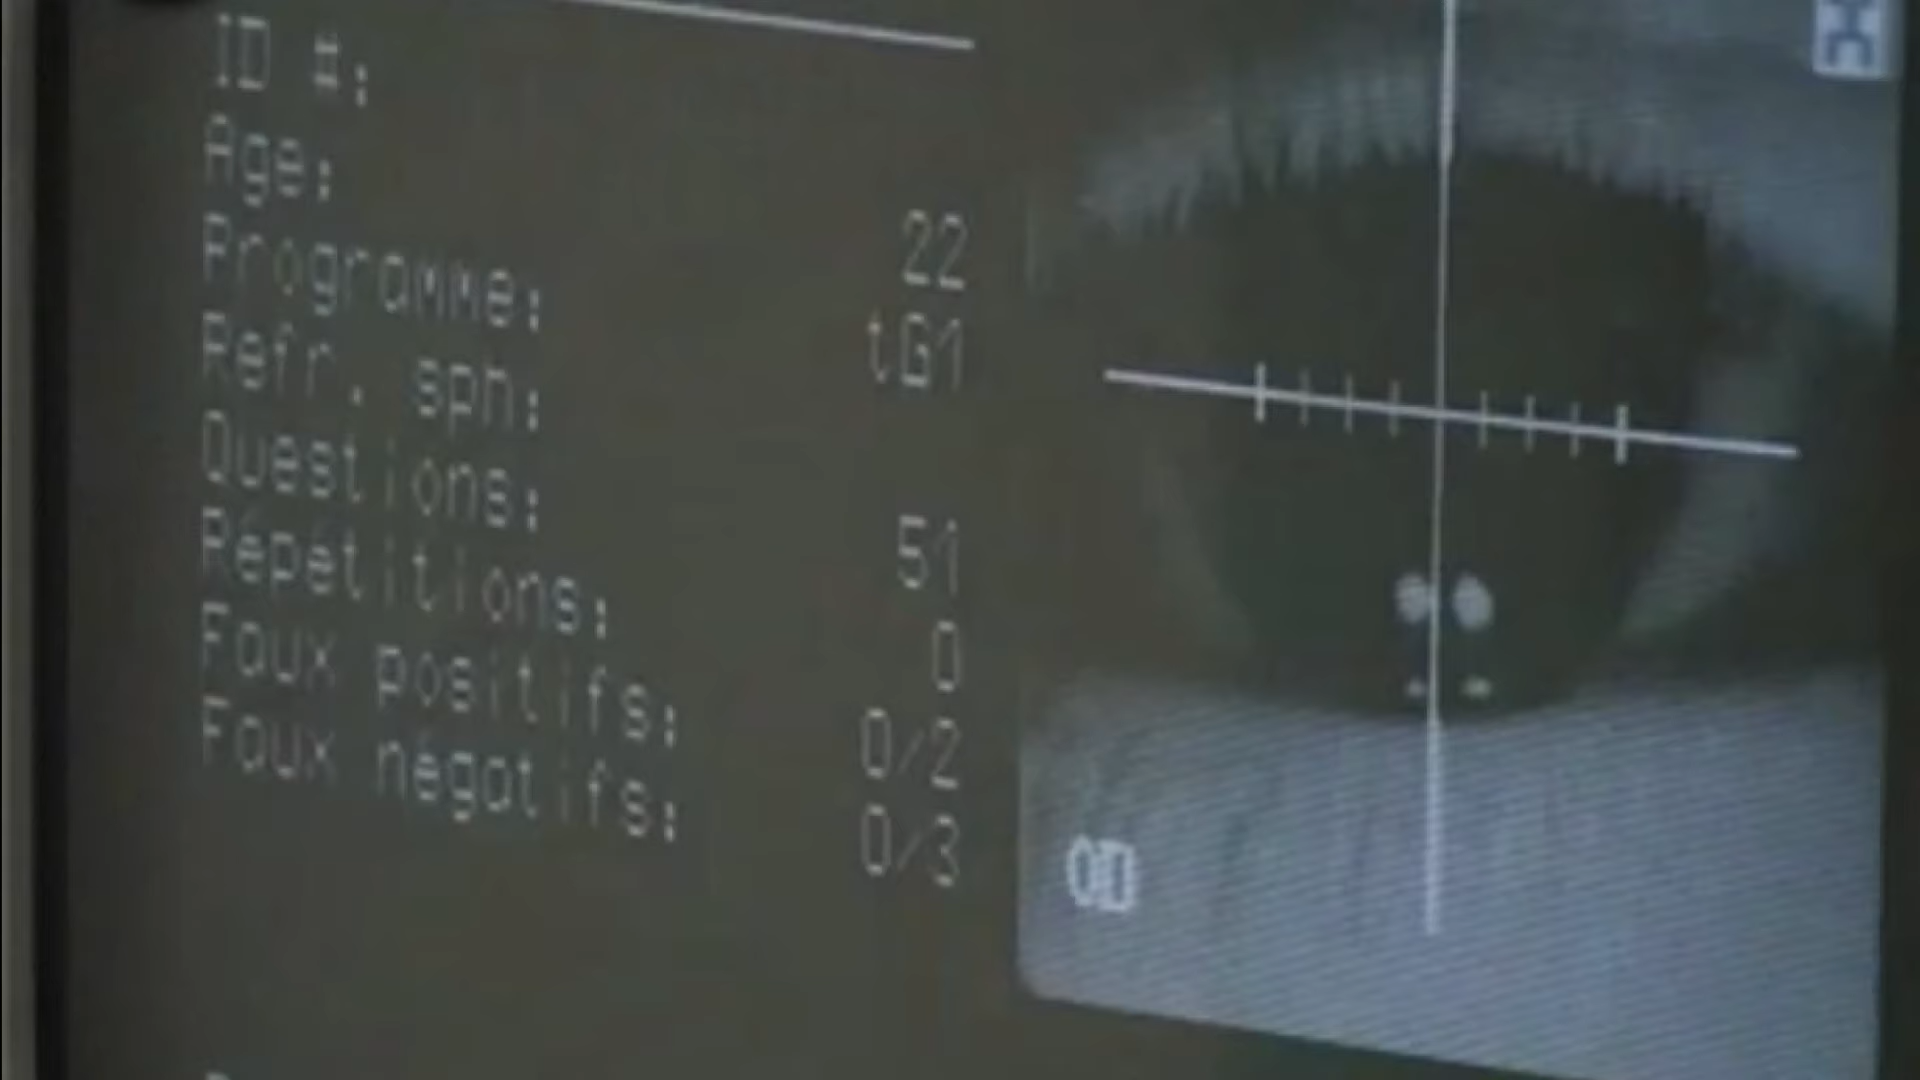 ID #:
Age: 22
Programme: tG1
Refr. sph:
Questions: 51
Répétitions: 0
Faux positifs: 0/2
Faux négatifs: 0/3
OD